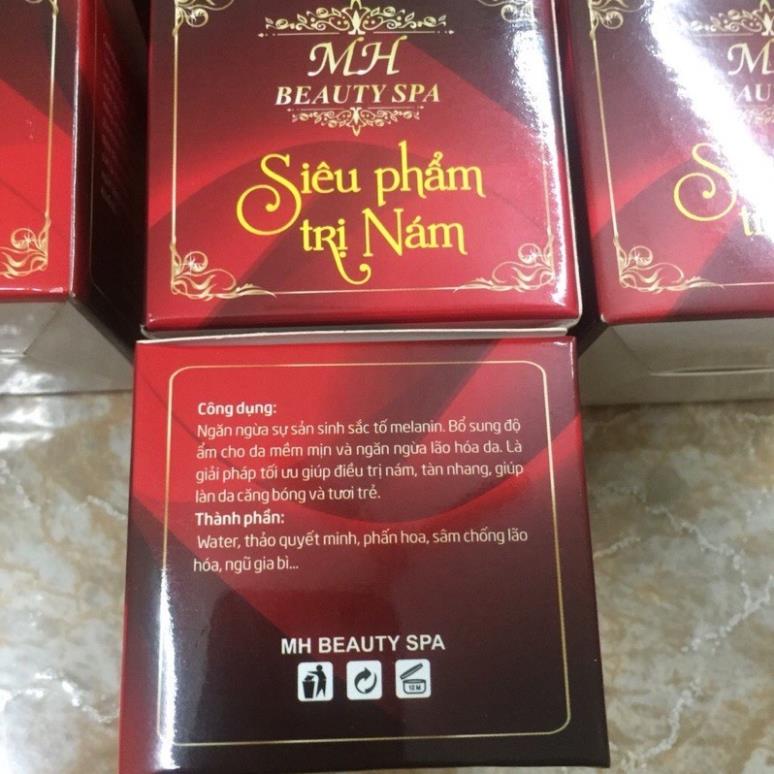 MH
BEAUTY SPA
Siêu phẩm
trị Nám
Công dụng:
Ngăn ngừa sự sản sinh sắc tố melanin. Bổ sung độ
ẩm cho da mềm mịn và ngăn ngừa lão hóa da. Là
giải pháp tối ưu giúp điều trị nám, tàn nhang, giúp
làn da căng bóng và tươi trẻ.
Thành phần:
Water, thảo quyết minh, phấn hoa, sâm chống lão
hóa, ngũ gia bì...
MH BEAUTY SPA
12 M